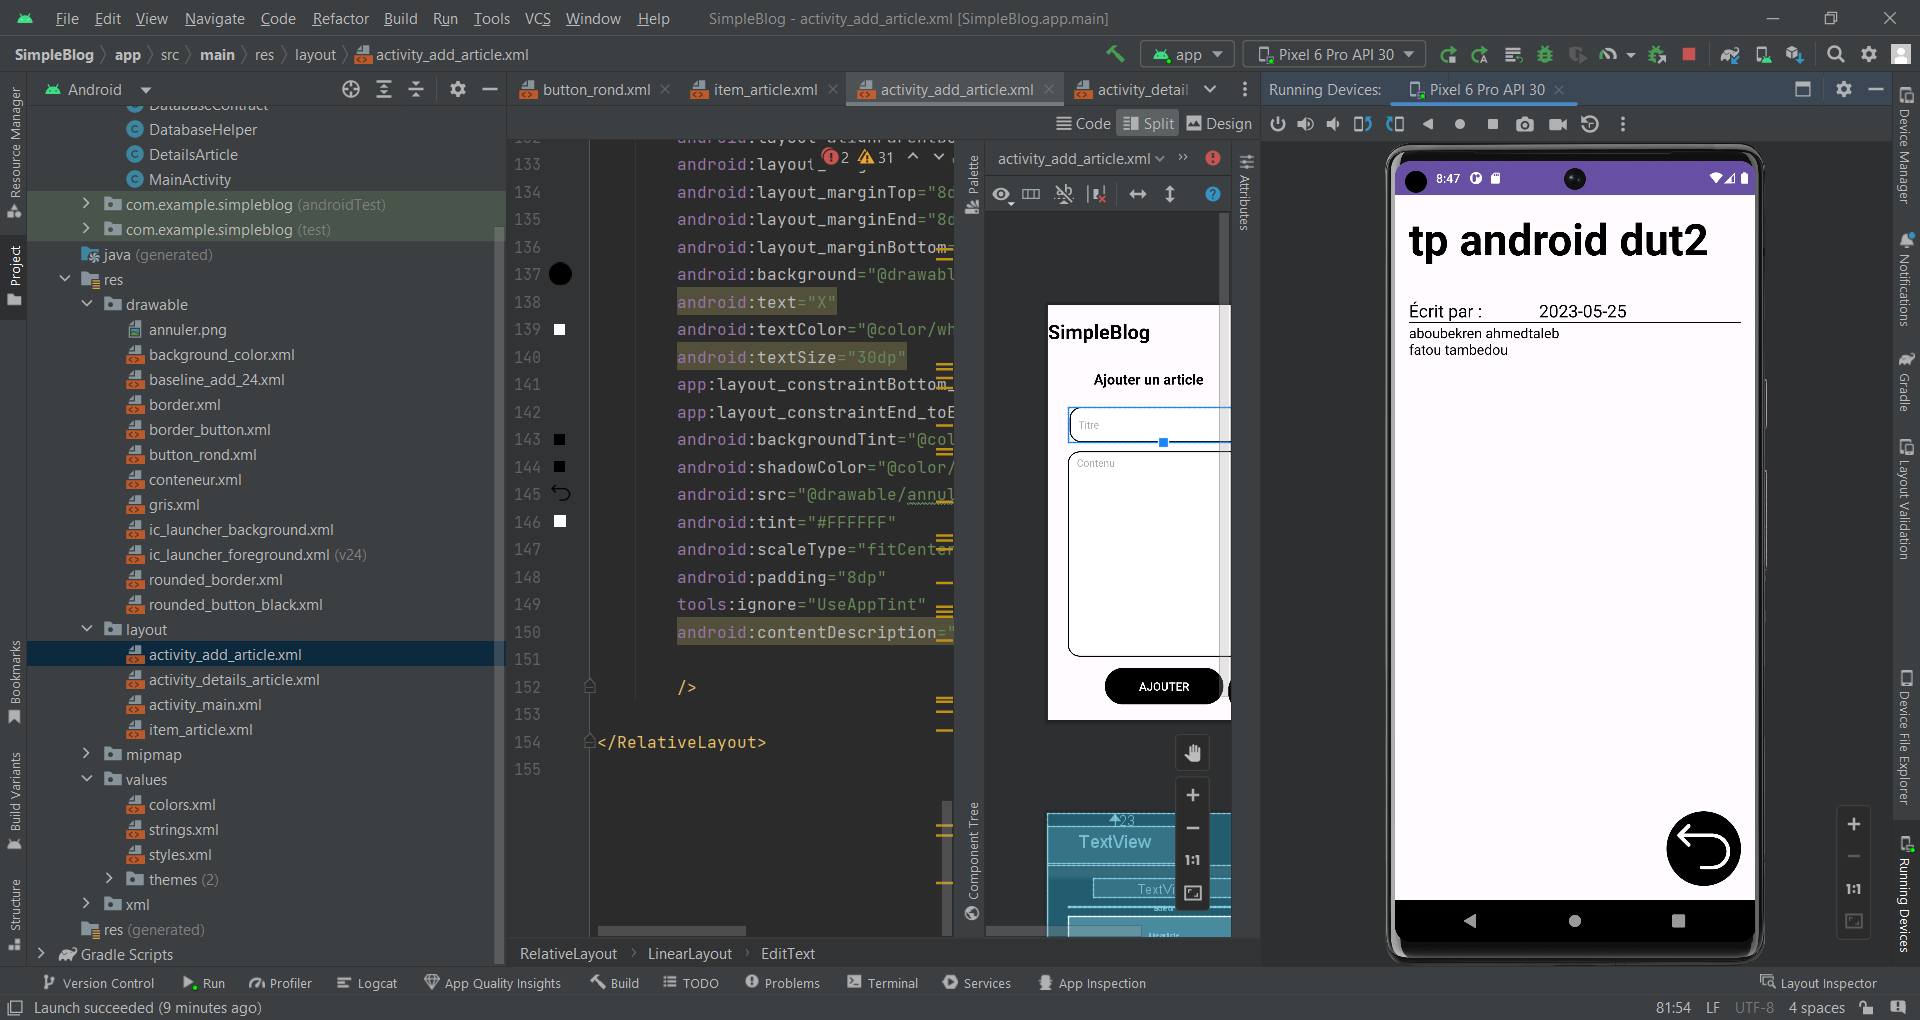 File Edit View Navigate Code Refactor Build Run Tools VCS Window Help SimpleBlog - activity_add_article.xml [SimpleBlog.app.main]
SimpleBlog app src main res layout activity_add_article.xml
app
Pixel 6 Pro API 30
Android
button_rond.xml
item_article.xml
activity_add_article.xml
activity_detail
Running Devices:
Pixel 6 Pro API 30
Code Split Design
Resource Manager
Project
Bookmarks
Build Variants
Structure
DatabaseContract
DatabaseHelper
DetailsArticle
MainActivity
com.example.simpleblog (androidTest)
com.example.simpleblog (test)
java (generated)
res
drawable
annuler.png
background_color.xml
baseline_add_24.xml
border.xml
border_button.xml
button_rond.xml
conteneur.xml
gris.xml
ic_launcher_background.xml
ic_launcher_foreground.xml (v24)
rounded_border.xml
rounded_button_black.xml
layout
activity_add_article.xml
activity_details_article.xml
activity_main.xml
item_article.xml
mipmap
values
colors.xml
strings.xml
styles.xml
themes (2)
xml
res (generated)
Gradle Scripts
2 31
133 android:layout_
134 android:layout_marginTop="8d
135 android:layout_marginEnd="8d
136 android:layout_marginBottom
137 android:background="@drawabl
138 android:text="X"
139 android:textColor="@color/wh
140 android:textSize="30dp"
141 app:layout_constraintBottom_
142 app:layout_constraintEnd_toE
143 android:backgroundTint="@col
144 android:shadowColor="@color/
145 android:src="@drawable/annul
146 android:tint="#FFFFFF"
147 android:scaleType="fitCenter
148 android:padding="8dp"
149 tools:ignore="UseAppTint"
150 android:contentDescription="
151
152 />
153
154 </RelativeLayout>
155
RelativeLayout LinearLayout EditText
Palette
Component Tree
activity_add_article.xml
Attributes
SimpleBlog
Ajouter un article
Titre
Contenu
AJOUTER
23
TextView
TextVi
1:1
8:47
tp android dut2
Écrit par : 2023-05-25
aboubekren ahmedtaleb
fatou tambedou
1:1
Device Manager
Notifications
Gradle
Layout Validation
Device File Explorer
Running Devices
Version Control Run Profiler Logcat App Quality Insights Build TODO Problems Terminal Services App Inspection Layout Inspector
Launch succeeded (9 minutes ago) 81:54 LF UTF-8 4 spaces